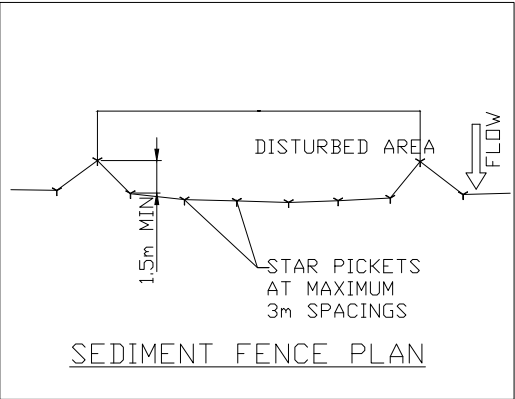 DISTURBED AREA
FLOW
1.5m MIN
STAR PICKETS
AT MAXIMUM
3m SPACINGS
SEDIMENT FENCE PLAN